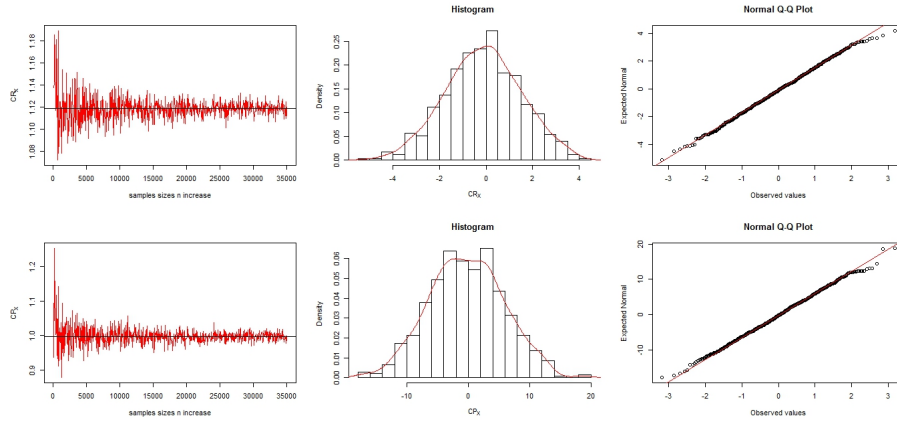 CRx
1.08 1.10 1.12 1.14 1.16 1.18
0 5000 10000 15000 20000 25000 30000 35000
samples sizes n increase
Histogram
Density
0.00 0.05 0.10 0.15 0.20 0.25
-4 -2 0 2 4
CRX
Normal Q-Q Plot
Expected Normal
-4 -2 0 2 4
-3 -2 -1 0 1 2 3
Observed values
CPx
0.9 1.0 1.1 1.2
0 5000 10000 15000 20000 25000 30000 35000
samples sizes n increase
Histogram
Density
0.00 0.01 0.02 0.03 0.04 0.05 0.06
-10 0 10 20
CPX
Normal Q-Q Plot
Expected Normal
-10 0 10 20
-3 -2 -1 0 1 2 3
Observed values